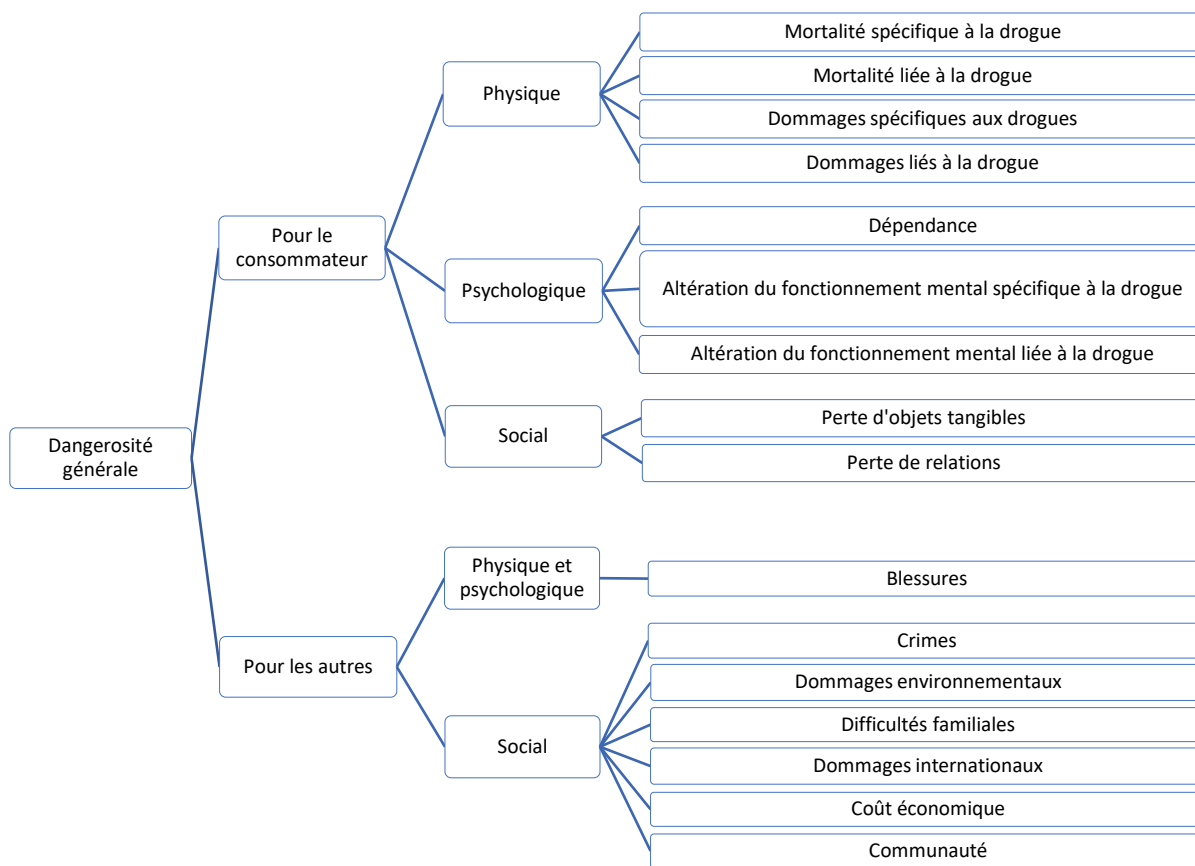 Mortalité spécifique à la drogue
Mortalité liée à la drogue
Physique
Dommages spécifiques aux drogues
Dommages liés à la drogue
Pour le
consommateur
Dépendance
Psychologique
Altération du fonctionnement mental spécifique à la drogue
Altération du fonctionnement mental liée à la drogue
Social
Perte d'objets tangibles
Perte de relations
Dangerosité
générale
Physique et
psychologique
Blessures
Pour les autres
Crimes
Dommages environnementaux
Social
Difficultés familiales
Dommages internationaux
Coût économique
Communauté